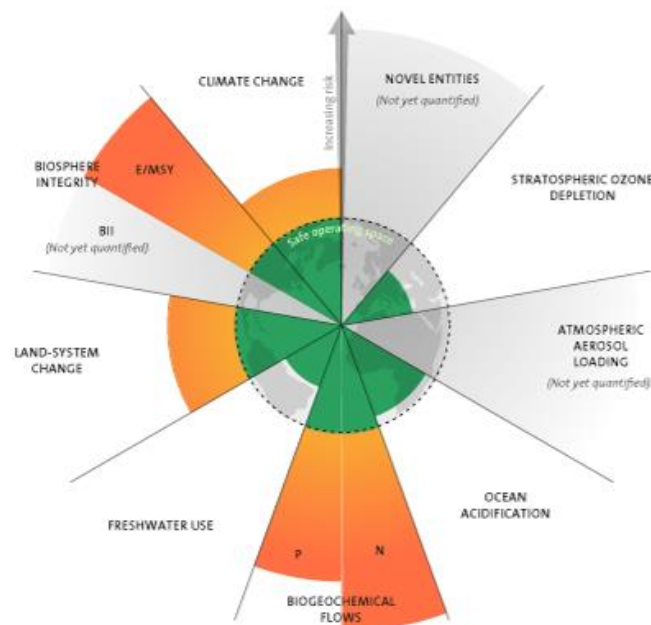 CLIMATE CHANGE
Increasing risk
NOVEL ENTITIES
(Not yet quantified)
STRATOSPHERIC OZONE
DEPLETION
BIOSPHERE
INTEGRITY
E/MSY
BII
(Not yet quantified)
Safe operating space
LAND-SYSTEM
CHANGE
ATMOSPHERIC
AEROSOL
LOADING
(Not yet quantified)
FRESHWATER USE
OCEAN
ACIDIFICATION
P
N
BIOGEOCHEMICAL
FLOWS